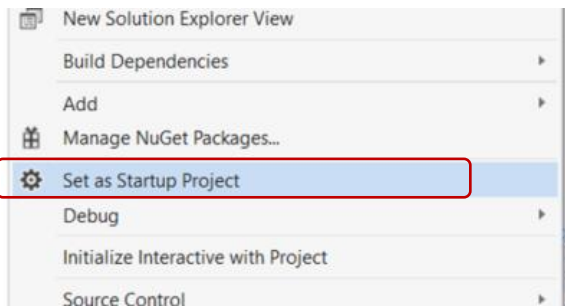 New Solution Explorer View
Build Dependencies
Add
Manage NuGet Packages...
Set as Startup Project
Debug
Initialize Interactive with Project
Source Control